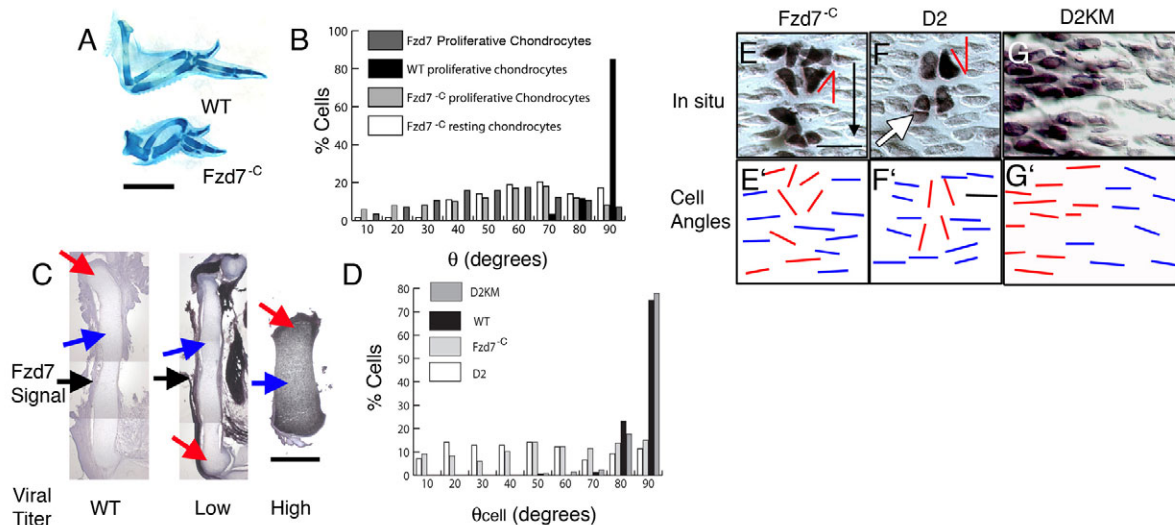 A
WT
Fzd7-C
B
% Cells
100
80
60
40
20
0
Fzd7 Proliferative Chondrocytes
WT proliferative chondrocytes
Fzd7-C proliferative Chondrocytes
Fzd7-C resting chondrocytes
10 20 30 40 50 60 70 80 90
θ (degrees)
C
Fzd7
Signal
Viral
Titer
WT Low High
D
% Cells
80
70
60
50
40
30
20
10
0
D2KM
WT
Fzd7-C
D2
10 20 30 40 50 60 70 80 90
θcell (degrees)
Fzd7-C D2 D2KM
In situ
E F G
Cell
Angles
E' F' G'